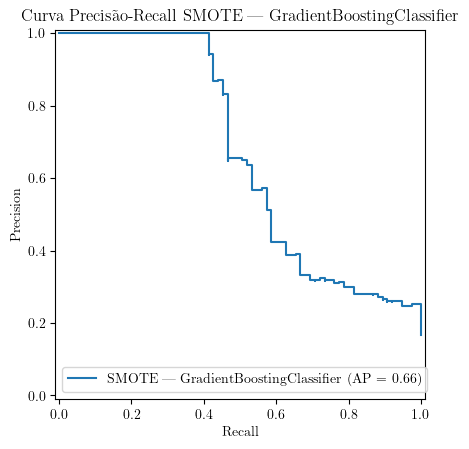 Curva Precisão-Recall SMOTE — GradientBoostingClassifier
1.0
0.8
0.6
0.4
0.2
0.0
Precision
SMOTE — GradientBoostingClassifier (AP = 0.66)
0.0 0.2 0.4 0.6 0.8 1.0
Recall